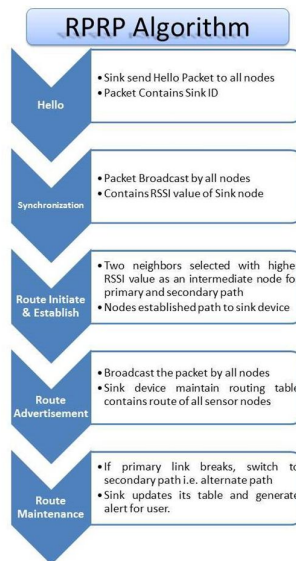 RPRP Algorithm
Hello
• Sink send Hello Packet to all nodes
• Packet Contains Sink ID
Synchronization
• Packet Broadcast by all nodes
• Contains RSSI value of Sink node
Route Initiate
& Establish
• Two neighbors selected with highe
RSSI value as an intermediate node fo
primary and secondary path
• Nodes established path to sink device
Route
Advertisement
• Broadcast the packet by all nodes
• Sink device maintain routing table
contains route of all sensor nodes
Route
Maintenance
• If primary link breaks, switch to
secondary path i.e. alternate path
• Sink updates its table and generate
alert for user.